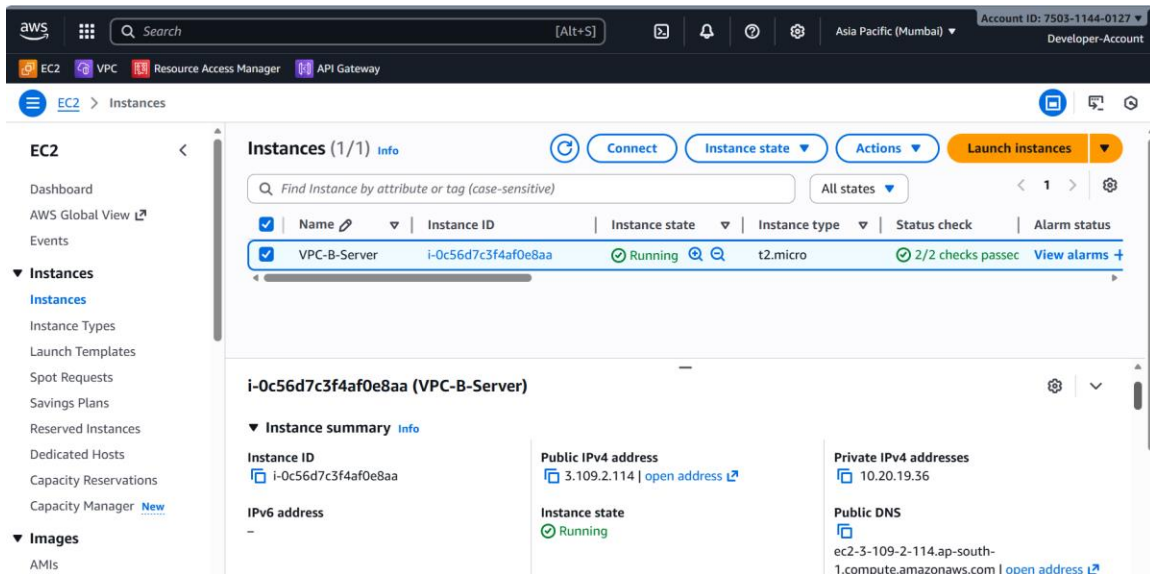 aws Search [Alt+S] Asia Pacific (Mumbai) ▼ Account ID: 7503-1144-0127 ▼
Developer-Account
EC2 VPC Resource Access Manager API Gateway
EC2 > Instances
EC2
Dashboard
AWS Global View
Events
▼ Instances
Instances
Instance Types
Launch Templates
Spot Requests
Savings Plans
Reserved Instances
Dedicated Hosts
Capacity Reservations
Capacity Manager New
▼ Images
AMIs
Instances (1/1) Info Connect Instance state ▼ Actions ▼ Launch instances ▼
Find Instance by attribute or tag (case-sensitive) All states ▼ < 1 >
Name Instance ID Instance state Instance type Status check Alarm status
VPC-B-Server i-0c56d7c3f4af0e8aa Running t2.micro 2/2 checks passec View alarms +
i-0c56d7c3f4af0e8aa (VPC-B-Server)
▼ Instance summary Info
Instance ID
i-0c56d7c3f4af0e8aa
Public IPv4 address
3.109.2.114 | open address
Private IPv4 addresses
10.20.19.36
IPv6 address
–
Instance state
Running
Public DNS
ec2-3-109-2-114.ap-south-
1.compute.amazonaws.com | open address